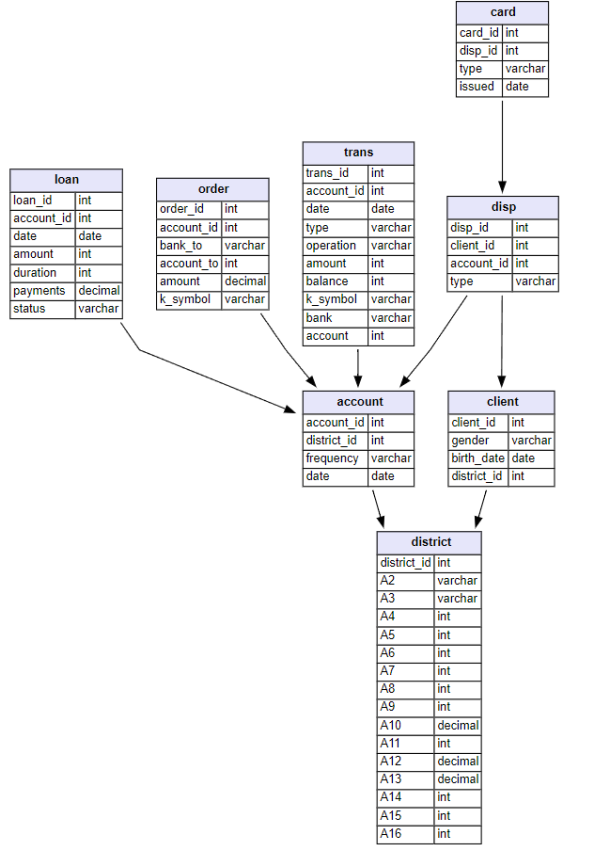 card
card_id int
disp_id int
type varchar
issued date
trans
trans_id int
account_id int
date date
type varchar
operation varchar
amount int
balance int
k_symbol varchar
bank varchar
account int
loan
loan_id int
account_id int
date date
amount int
duration int
payments decimal
status varchar
order
order_id int
account_id int
bank_to varchar
account_to int
amount decimal
k_symbol varchar
disp
disp_id int
client_id int
account_id int
type varchar
account
account_id int
district_id int
frequency varchar
date date
client
client_id int
gender varchar
birth_date date
district_id int
district
district_id int
A2 varchar
A3 varchar
A4 int
A5 int
A6 int
A7 int
A8 int
A9 int
A10 decimal
A11 int
A12 decimal
A13 decimal
A14 int
A15 int
A16 int